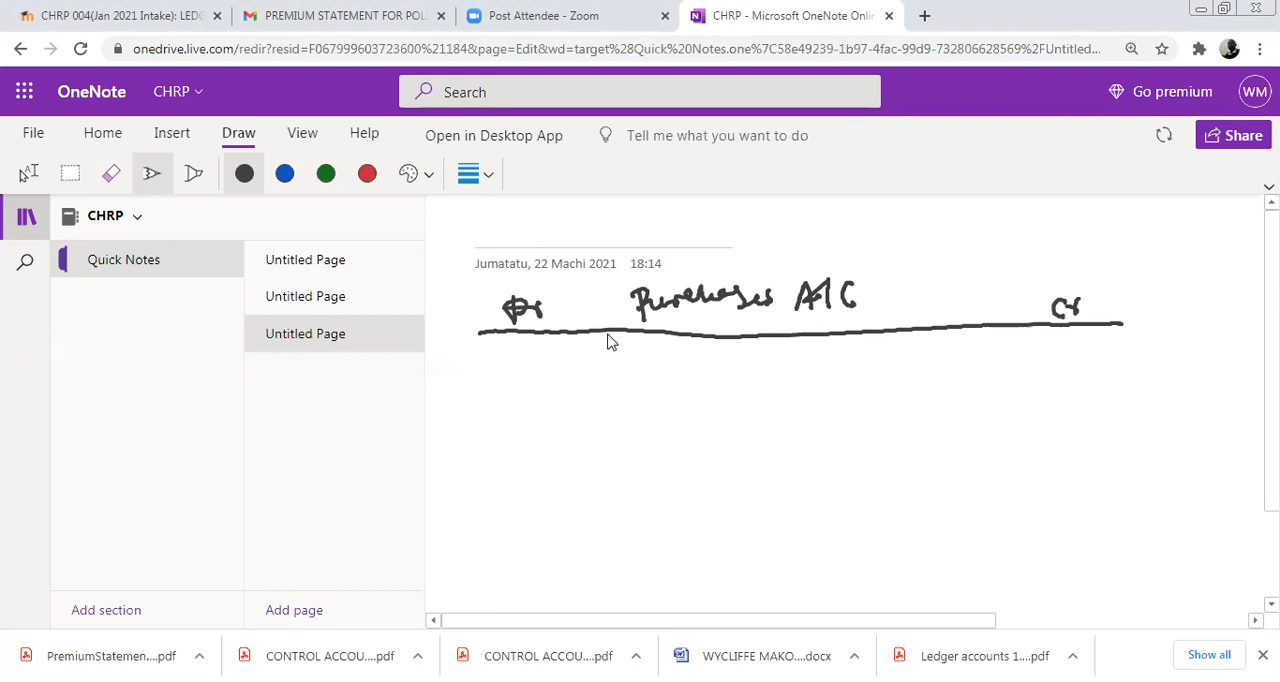 CHRP 004(Jan 2021 Intake): LEDG
PREMIUM STATEMENT FOR POL
Post Attendee - Zoom
CHRP - Microsoft OneNote Onlin
onedrive.live.com/redir?resid=F067999603723600%21184&page=Edit&wd=target%28Quick%20Notes.one%7C58e49239-1b97-4fac-99d9-732806628569%2FUntitled...
OneNote CHRP Search Go premium WM
File Home Insert Draw View Help Open in Desktop App Tell me what you want to do Share
CHRP
Quick Notes
Untitled Page
Untitled Page
Untitled Page
Add section
Add page
Jumatatu, 22 Machi 2021 18:14
Dr Purchases A/C Cr
PremiumStatemen....pdf
CONTROL ACCOU....pdf
CONTROL ACCOU....pdf
WYCLIFFE MAKO....docx
Ledger accounts 1....pdf
Show all